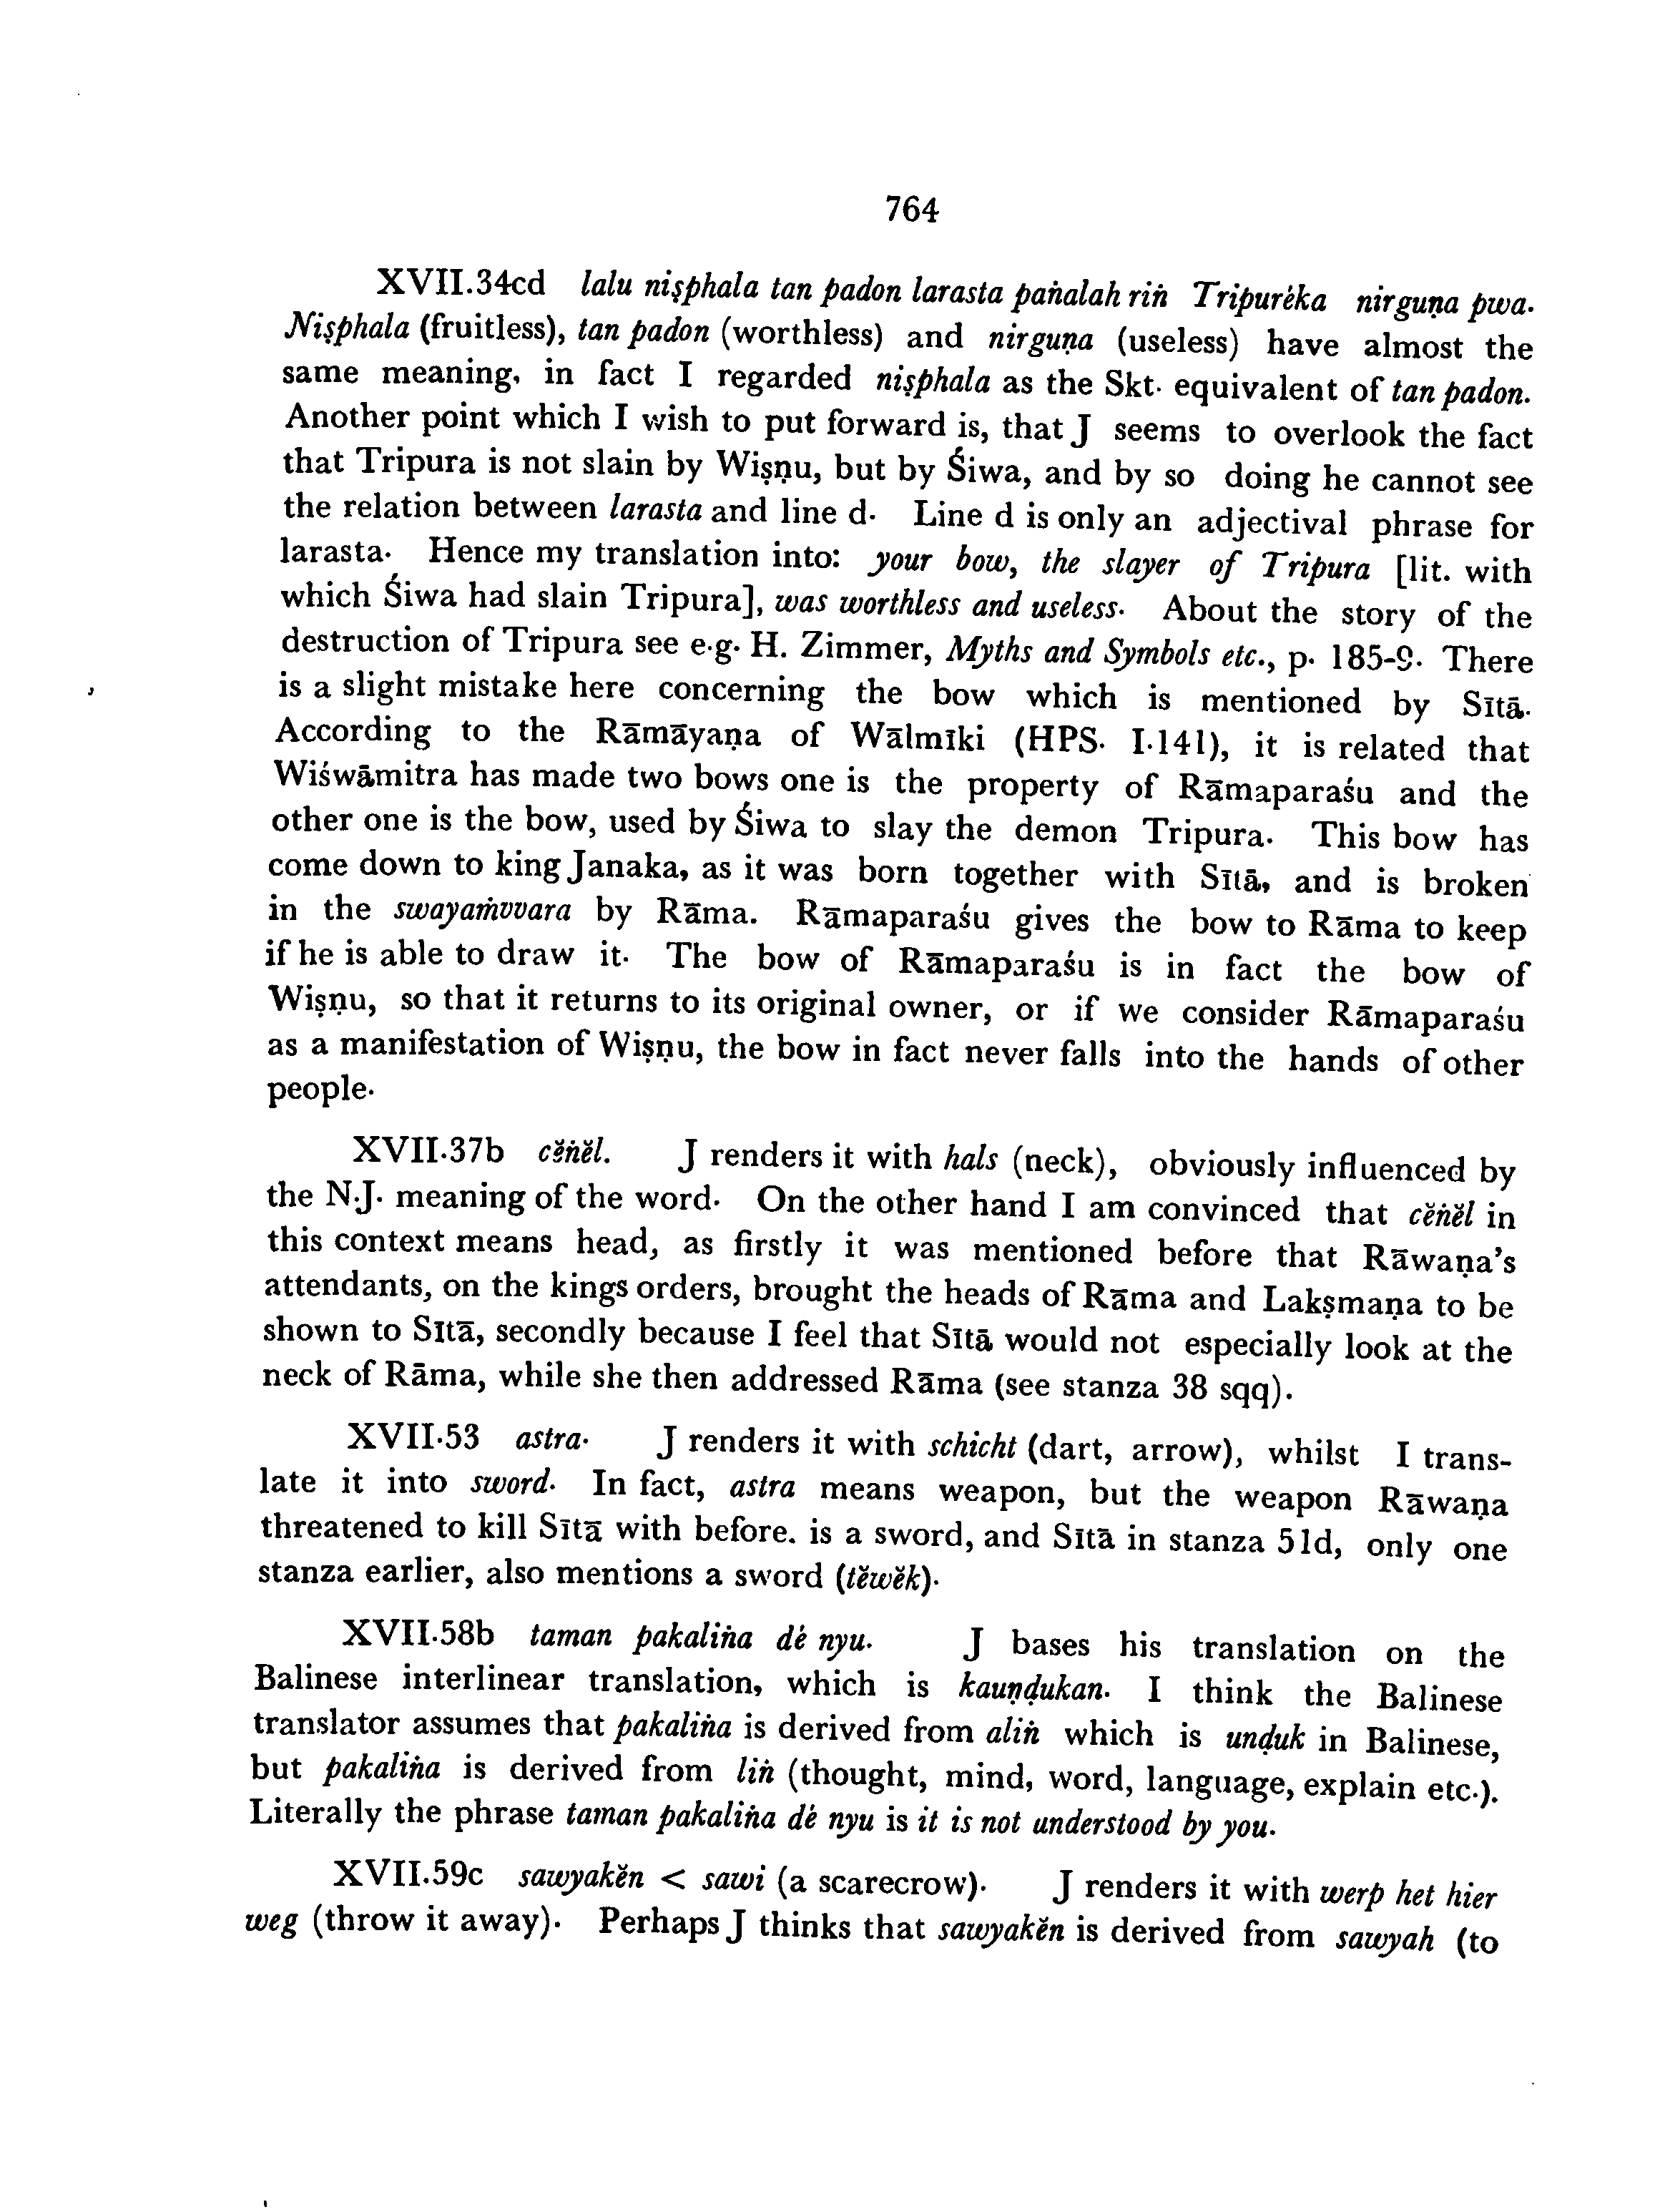 764
XVII.34cd lalu niṣphala tan padon larasta paṅalah riṅ Tripurêka nirguṇa pwa.
Niṣphala (fruitless), tan padon (worthless) and nirguṇa (useless) have almost the
same meaning, in fact I regarded niṣphala as the Skt. equivalent of tan padon.
Another point which I wish to put forward is, that J seems to overlook the fact
that Tripura is not slain by Wiṣṇu, but by Śiwa, and by so doing he cannot see
the relation between larasta and line d. Line d is only an adjectival phrase for
larasta. Hence my translation into: your bow, the slayer of Tripura [lit. with
which Śiwa had slain Tripura], was worthless and useless. About the story of the
destruction of Tripura see e.g. H. Zimmer, Myths and Symbols etc., p. 185-9. There
is a slight mistake here concerning the bow which is mentioned by Sītā.
According to the Rāmāyaṇa of Wālmīki (HPS. I.141), it is related that
Wiśwāmitra has made two bows one is the property of Rāmaparaśu and the
other one is the bow, used by Śiwa to slay the demon Tripura. This bow has
come down to king Janaka, as it was born together with Sītā, and is broken
in the swayaṁvvara by Rāma. Rāmaparaśu gives the bow to Rāma to keep
if he is able to draw it. The bow of Rāmaparaśu is in fact the bow of
Wiṣṇu, so that it returns to its original owner, or if we consider Rāmaparaśu
as a manifestation of Wiṣṇu, the bow in fact never falls into the hands of other
people.
XVII.37b cĕṅĕl. J renders it with hals (neck), obviously influenced by
the N.J. meaning of the word. On the other hand I am convinced that cĕṅĕl in
this context means head, as firstly it was mentioned before that Rāwaṇa's
attendants, on the kings orders, brought the heads of Rāma and Lakṣmaṇa to be
shown to Sītā, secondly because I feel that Sītā would not especially look at the
neck of Rāma, while she then addressed Rāma (see stanza 38 sqq).
XVII.53 astra. J renders it with schicht (dart, arrow), whilst I trans-
late it into sword. In fact, astra means weapon, but the weapon Rāwaṇa
threatened to kill Sītā with before. is a sword, and Sītā in stanza 51d, only one
stanza earlier, also mentions a sword (tĕwĕk).
XVII.58b taman pakaliṅa dé nyu. J bases his translation on the
Balinese interlinear translation, which is kauṇḍukan. I think the Balinese
translator assumes that pakaliṅa is derived from aliṅ which is unḍuk in Balinese,
but pakaliṅa is derived from liṅ (thought, mind, word, language, explain etc.).
Literally the phrase taman pakaliṅa dé nyu is it is not understood by you.
XVII.59c sawyakĕn < sawi (a scarecrow). J renders it with werp het hier
weg (throw it away). Perhaps J thinks that sawyakĕn is derived from sawyah (to